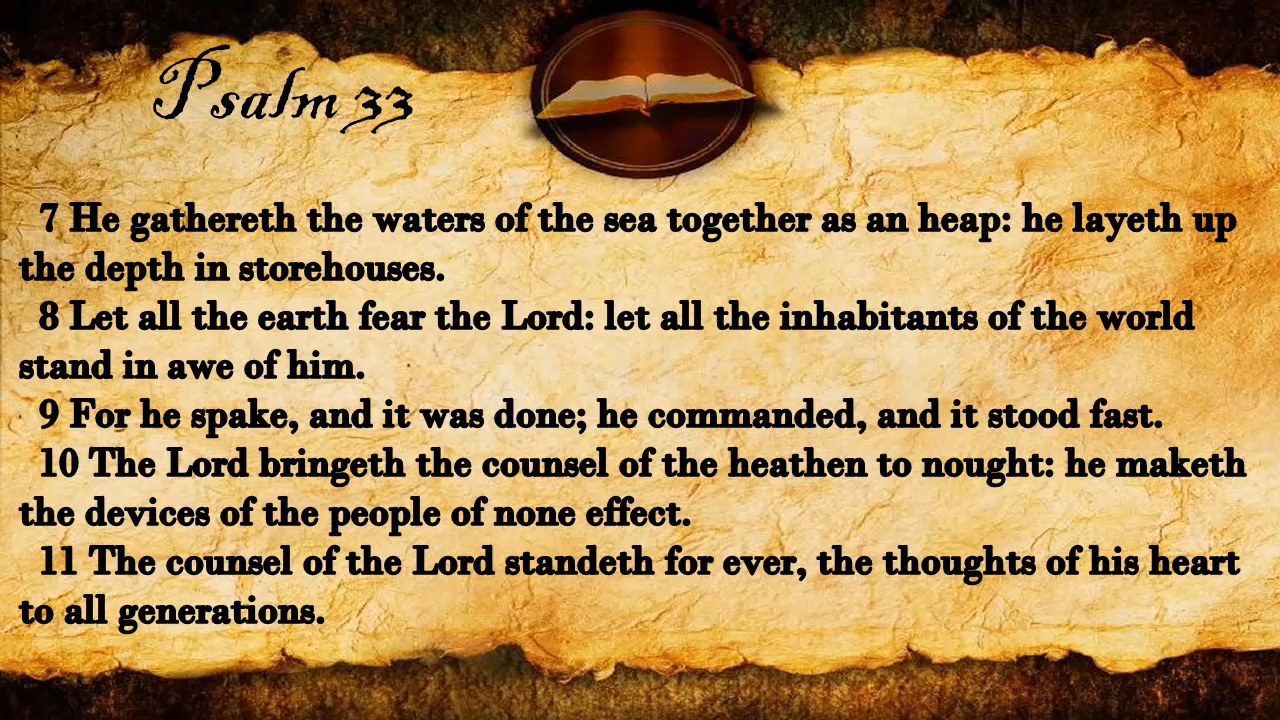 Psalm 33
7 He gathereth the waters of the sea together as an heap: he layeth up
the depth in storehouses.
8 Let all the earth fear the Lord: let all the inhabitants of the world
stand in awe of him.
9 For he spake, and it was done; he commanded, and it stood fast.
10 The Lord bringeth the counsel of the heathen to nought: he maketh
the devices of the people of none effect.
11 The counsel of the Lord standeth for ever, the thoughts of his heart
to all generations.